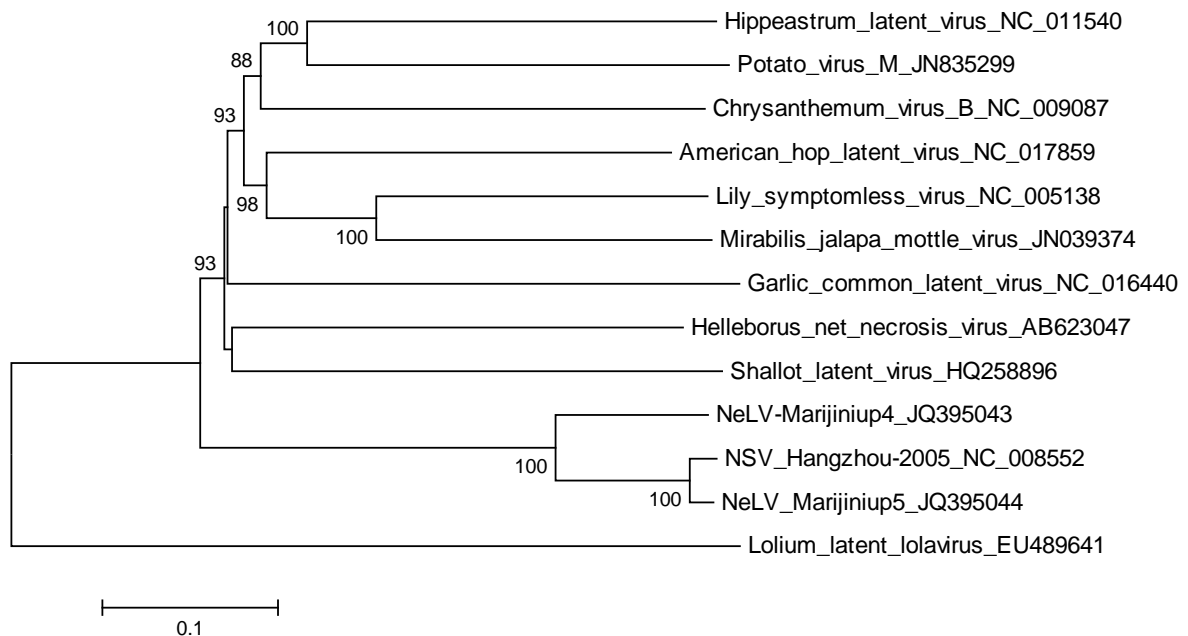 100
Hippeastrum_latent_virus_NC_011540
88
Potato_virus_M_JN835299
93
Chrysanthemum_virus_B_NC_009087
American_hop_latent_virus_NC_017859
98
Lily_symptomless_virus_NC_005138
100
Mirabilis_jalapa_mottle_virus_JN039374
93
Garlic_common_latent_virus_NC_016440
Helleborus_net_necrosis_virus_AB623047
Shallot_latent_virus_HQ258896
NeLV-Marijiniup4_JQ395043
100
NSV_Hangzhou-2005_NC_008552
100
NeLV_Marijiniup5_JQ395044
Lolium_latent_lolavirus_EU489641
0.1